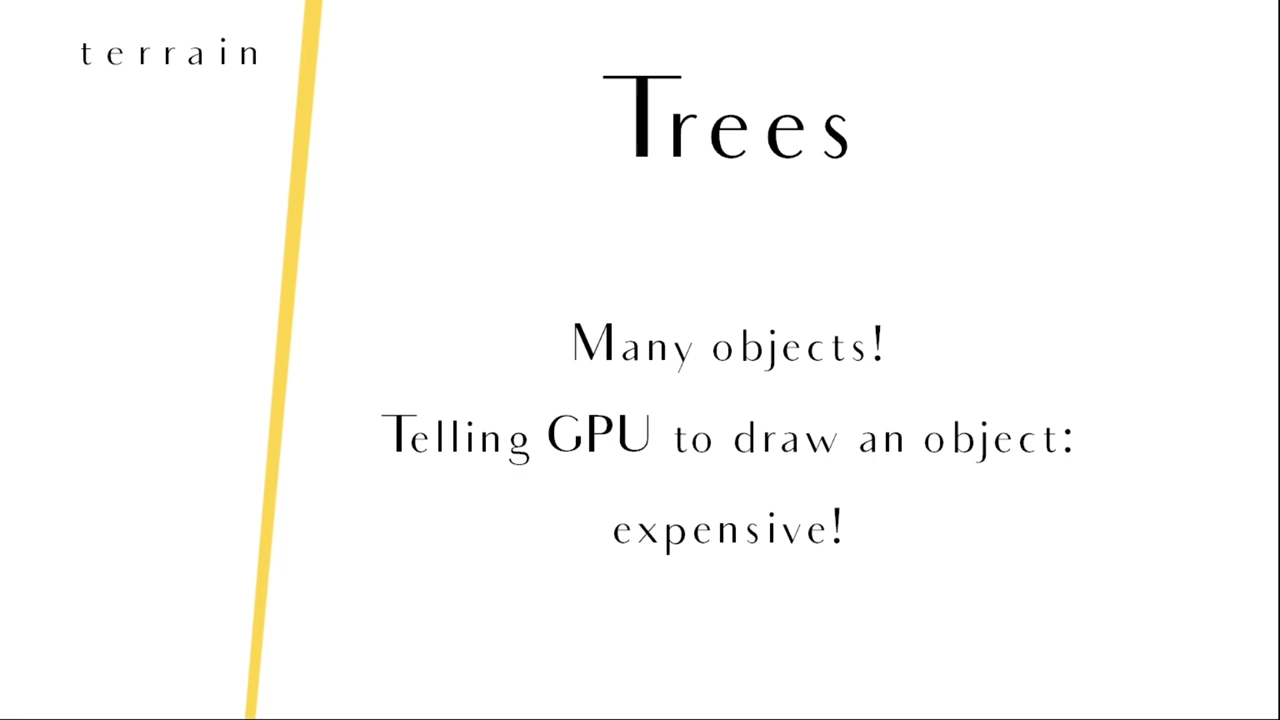 terrain
Trees
Many objects!
Telling GPU to draw an object:
expensive!